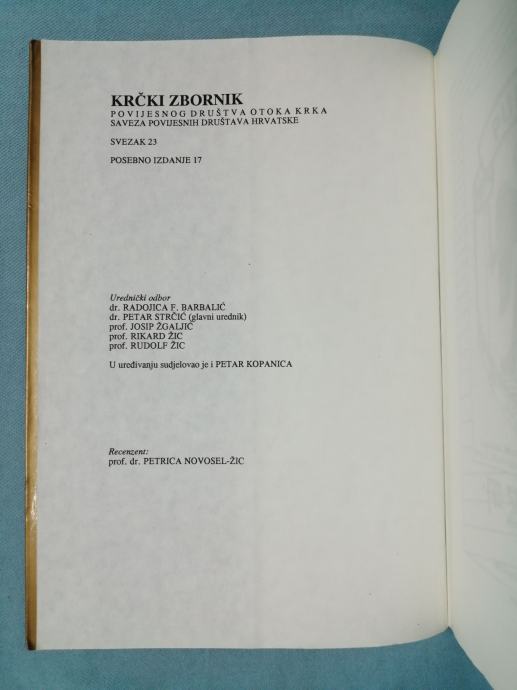 KRČKI ZBORNIK
POVIJESNOG DRUŠTVA OTOKA KRKA
SAVEZA POVIJESNIH DRUŠTAVA HRVATSKE
SVEZAK 23
POSEBNO IZDANJE 17
Urednički odbor
dr. RADOJICA F. BARBALIĆ
dr. PETAR STRČIĆ (glavni urednik)
prof. JOSIP ŽGALJIĆ
prof. RIKARD ŽIC
prof. RUDOLF ŽIC
U uređivanju sudjelovao je i PETAR KOPANICA
Recenzent:
prof. dr. PETRICA NOVOSEL-ŽIC